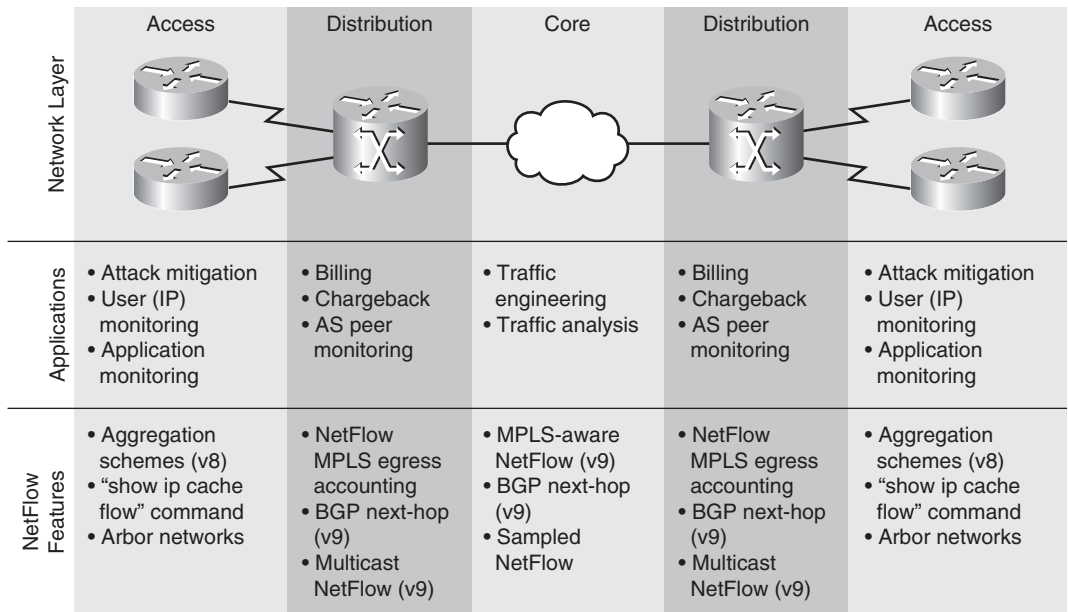 Access
Distribution
Core
Distribution
Access
Network Layer
Applications
• Attack mitigation
• User (IP)
monitoring
• Application
monitoring
• Billing
• Chargeback
• AS peer
monitoring
• Traffic
engineering
• Traffic analysis
• Billing
• Chargeback
• AS peer
monitoring
• Attack mitigation
• User (IP)
monitoring
• Application
monitoring
NetFlow
Features
• Aggregation
schemes (v8)
• “show ip cache
flow” command
• Arbor networks
• NetFlow
MPLS egress
accounting
• BGP next-hop
(v9)
• Multicast
NetFlow (v9)
• MPLS-aware
NetFlow (v9)
• BGP next-hop
(v9)
• Sampled
NetFlow
• NetFlow
MPLS egress
accounting
• BGP next-hop
(v9)
• Multicast
NetFlow (v9)
• Aggregation
schemes (v8)
• “show ip cache
flow” command
• Arbor networks